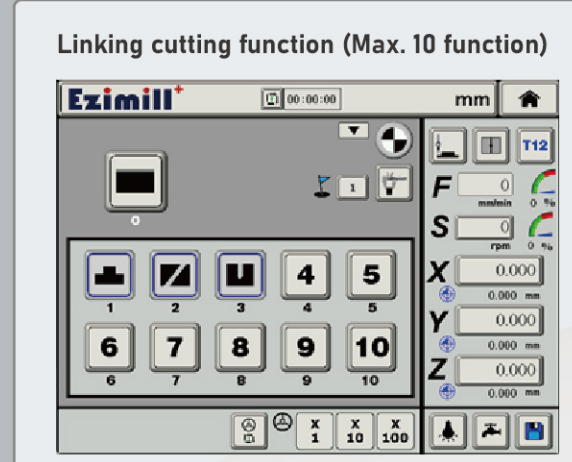 Linking cutting function (Max. 10 function)
Ezimill+
00:00:00
mm
T12
1
F
0
mm/min
0 %
0
S
0
rpm
0 %
X
0.000
0.000 mm
1
2
3
4
4
5
5
Y
0.000
0.000 mm
6
6
7
7
8
8
9
9
10
10
Z
0.000
0.000 mm
X 1
X 10
X 100